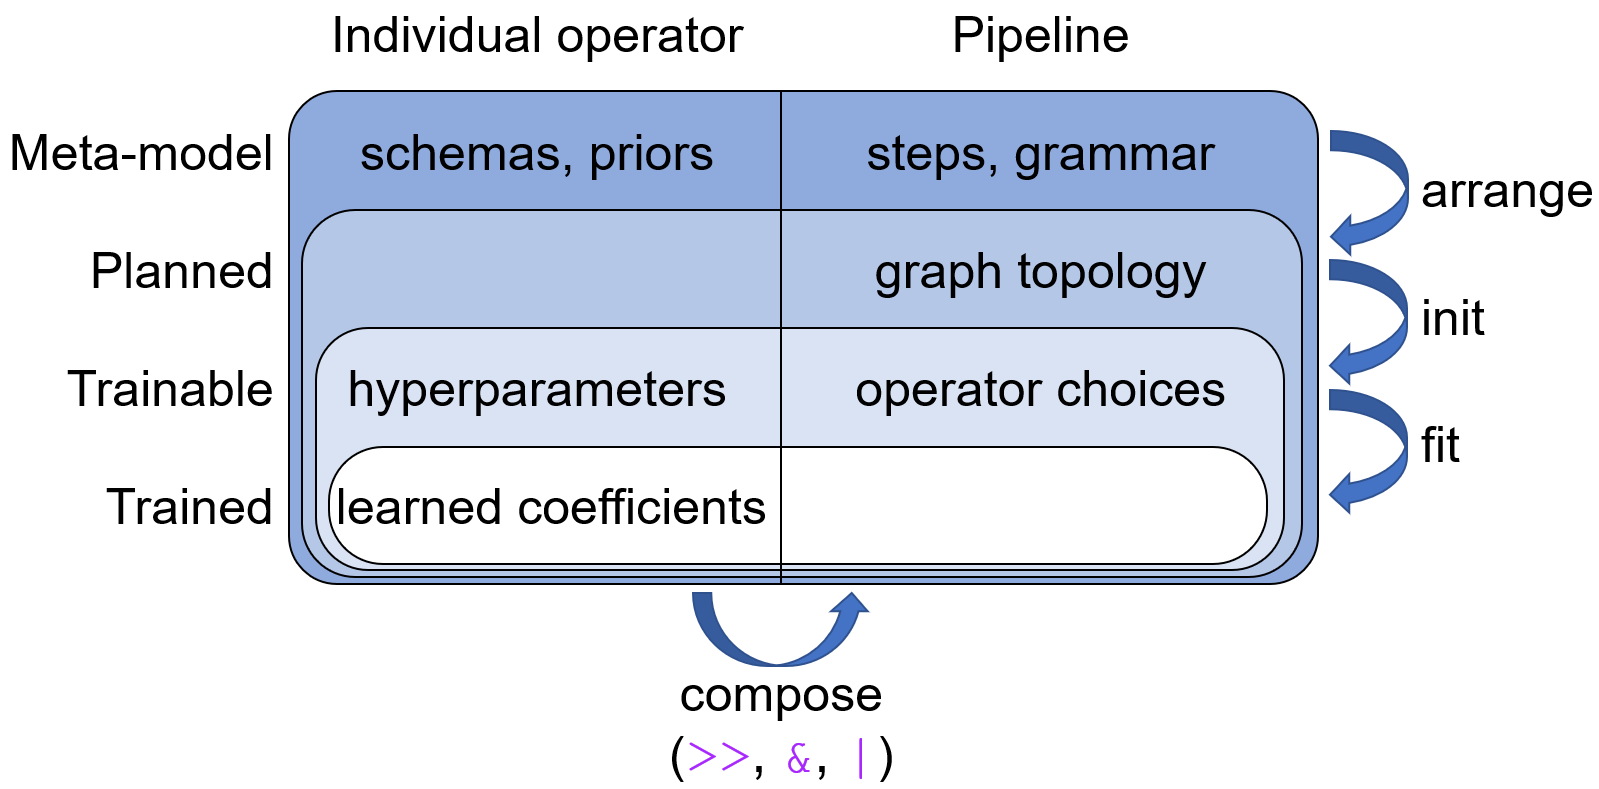 Individual operator Pipeline
Meta-model schemas, priors steps, grammar
arrange
Planned graph topology
init
Trainable hyperparameters operator choices
fit
Trained learned coefficients
compose
(>>, &, |)